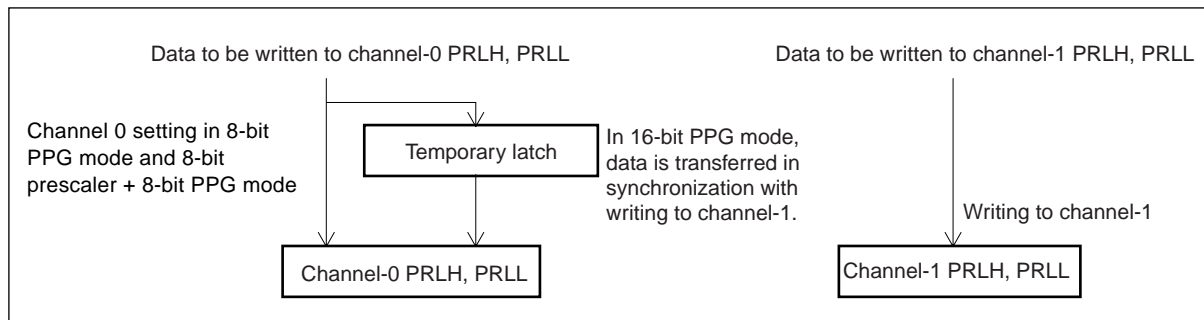 Data to be written to channel-0 PRLH, PRLL
Data to be written to channel-1 PRLH, PRLL
Channel 0 setting in 8-bit
PPG mode and 8-bit
prescaler + 8-bit PPG mode
Temporary latch
In 16-bit PPG mode,
data is transferred in
synchronization with
writing to channel-1.
Writing to channel-1
Channel-0 PRLH, PRLL
Channel-1 PRLH, PRLL